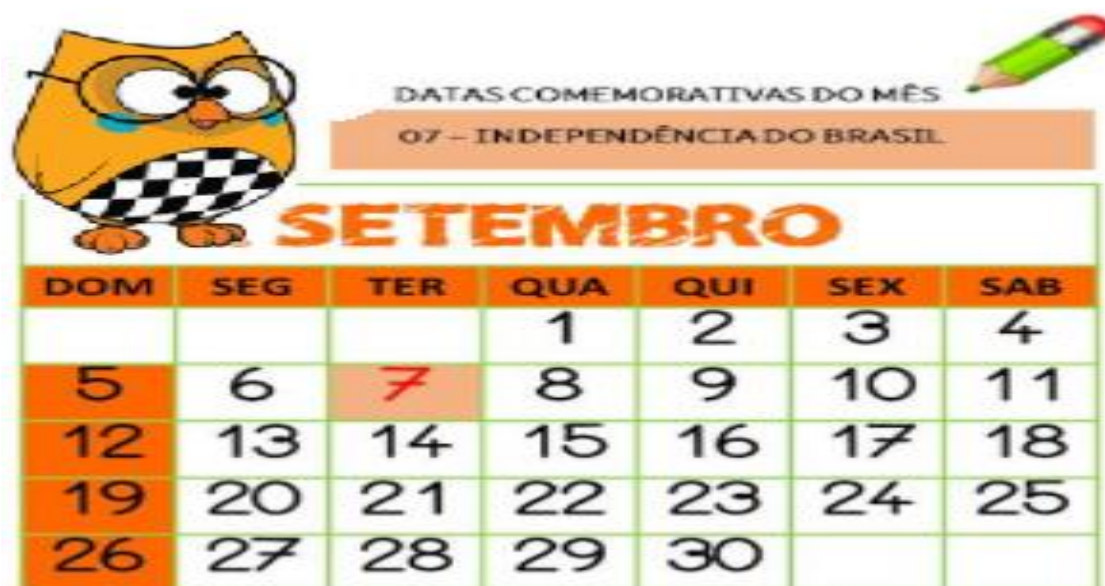 DATAS COMEMORATIVAS DO MÊS
07 – INDEPENDÊNCIA DO BRASIL
SETEMBRO
DOM SEG TER QUA QUI SEX SAB
1 2 3 4
5 6 7 8 9 10 11
12 13 14 15 16 17 18
19 20 21 22 23 24 25
26 27 28 29 30